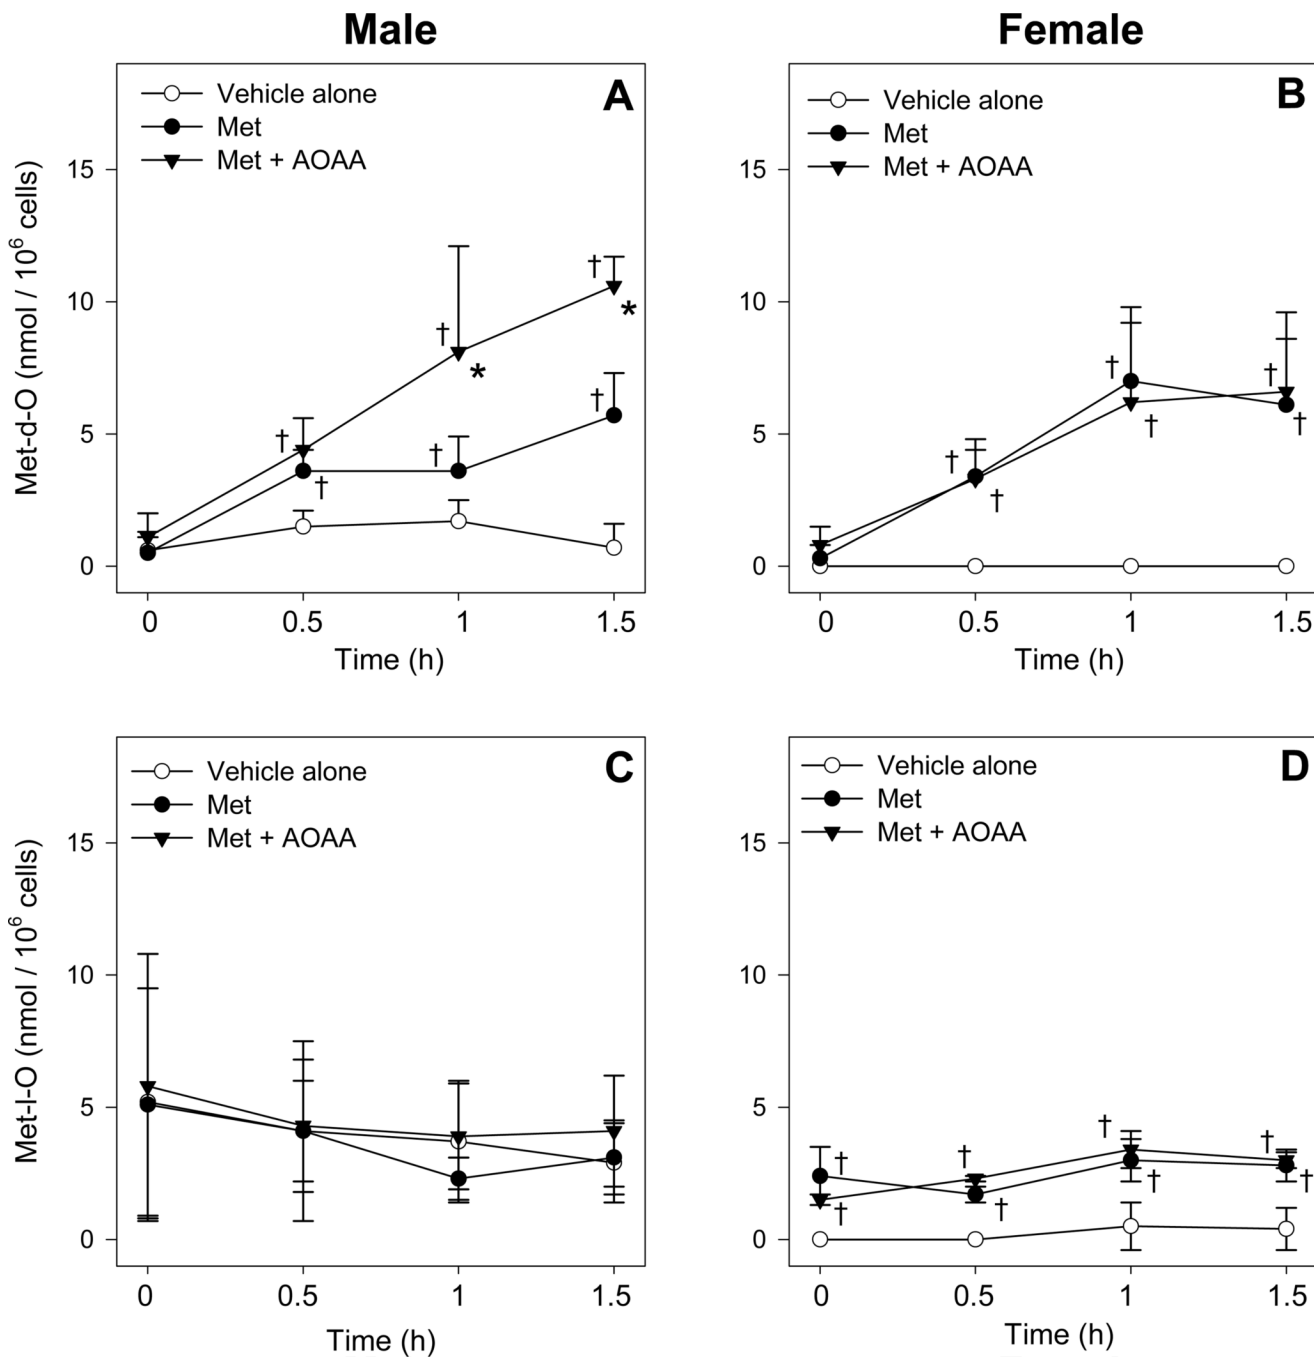 Male
Female
A
Vehicle alone
Met
Met + AOAA
15
10
5
0
Met-d-O (nmol / 10⁶ cells)
†
†
†
*
†
†
†
*
0
0.5
1
1.5
Time (h)
B
Vehicle alone
Met
Met + AOAA
15
10
5
0
†
†
†
†
†
†
0
0.5
1
1.5
Time (h)
C
Vehicle alone
Met
Met + AOAA
15
10
5
0
Met-l-O (nmol / 10⁶ cells)
0
0.5
1
1.5
Time (h)
D
Vehicle alone
Met
Met + AOAA
15
10
5
0
†
†
†
†
†
†
†
†
0
0.5
1
1.5
Time (h)